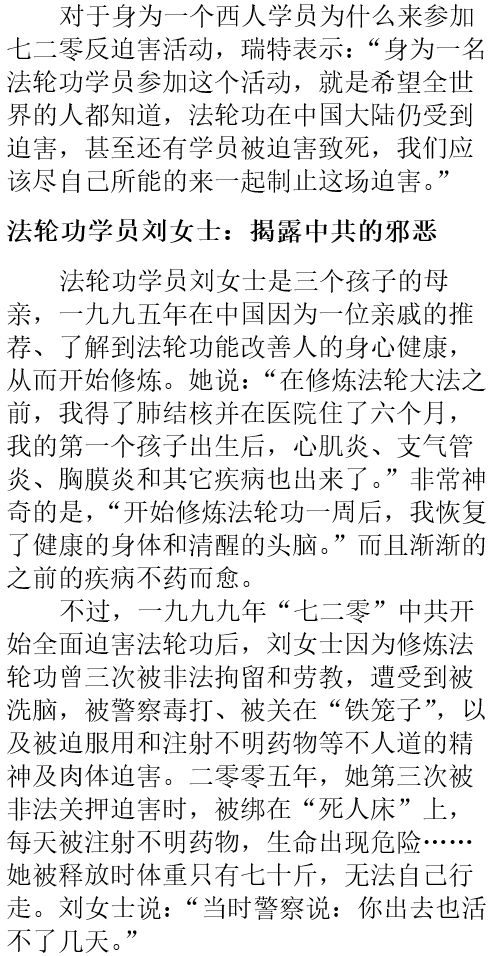 对于身为一个西人学员为什么来参加
七二零反迫害活动，瑞特表示：“身为一名
法轮功学员参加这个活动，就是希望全世
界的人都知道，法轮功在中国大陆仍受到
迫害，甚至还有学员被迫害致死，我们应
该尽自己所能的来一起制止这场迫害。”
法轮功学员刘女士：揭露中共的邪恶
法轮功学员刘女士是三个孩子的母
亲，一九九五年在中国因为一位亲戚的推
荐、了解到法轮功能改善人的身心健康，
从而开始修炼。她说：“在修炼法轮大法之
前，我得了肺结核并在医院住了六个月，
我的第一个孩子出生后，心肌炎、支气管
炎、胸膜炎和其它疾病也出来了。”非常神
奇的是，“开始修炼法轮功一周后，我恢复
了健康的身体和清醒的头脑。”而且渐渐的
之前的疾病不药而愈。
不过，一九九九年“七二零”中共开
始全面迫害法轮功后，刘女士因为修炼法
轮功曾三次被非法拘留和劳教，遭受到被
洗脑，被警察毒打、被关在“铁笼子”，以
及被迫服用和注射不明药物等不人道的精
神及肉体迫害。二零零五年，她第三次被
非法关押迫害时，被绑在“死人床”上，
每天被注射不明药物，生命出现危险……
她被释放时体重只有七十斤，无法自己行
走。刘女士说：“当时警察说：你出去也活
不了几天。”